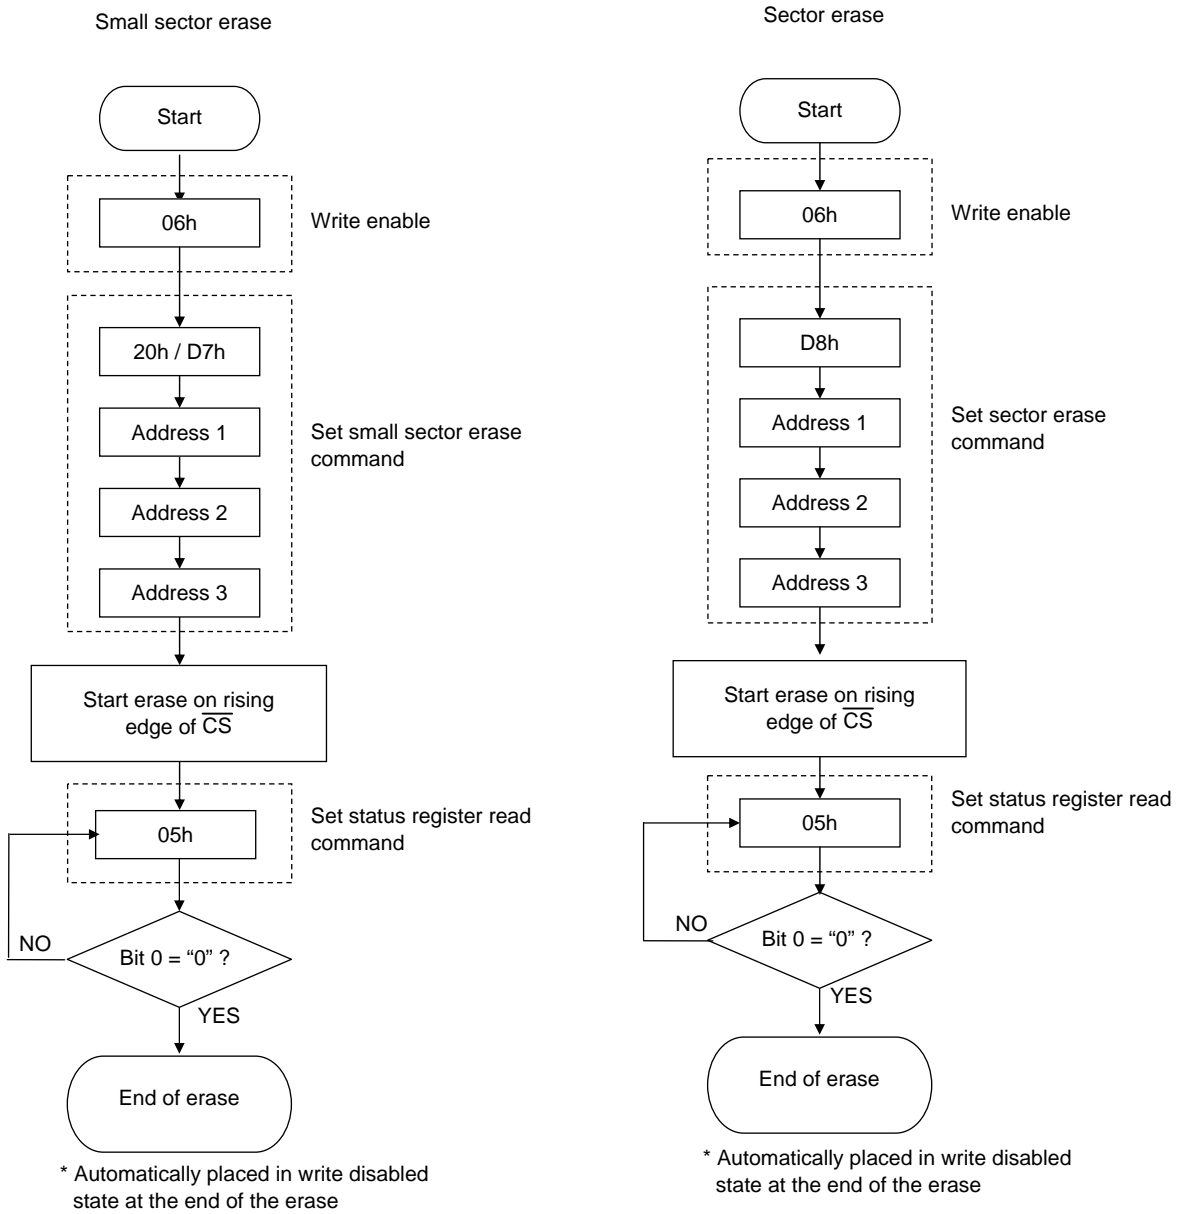 Small sector erase
Start
06h
Write enable
20h / D7h
Address 1
Set small sector erase
command
Address 2
Address 3
Start erase on rising
edge of C̅S̅
Set status register read
command
05h
NO
Bit 0 = “0” ?
YES
End of erase
* Automatically placed in write disabled
state at the end of the erase
Sector erase
Start
06h
Write enable
D8h
Address 1
Set sector erase
command
Address 2
Address 3
Start erase on rising
edge of C̅S̅
Set status register read
command
05h
NO
Bit 0 = “0” ?
YES
End of erase
* Automatically placed in write disabled
state at the end of the erase